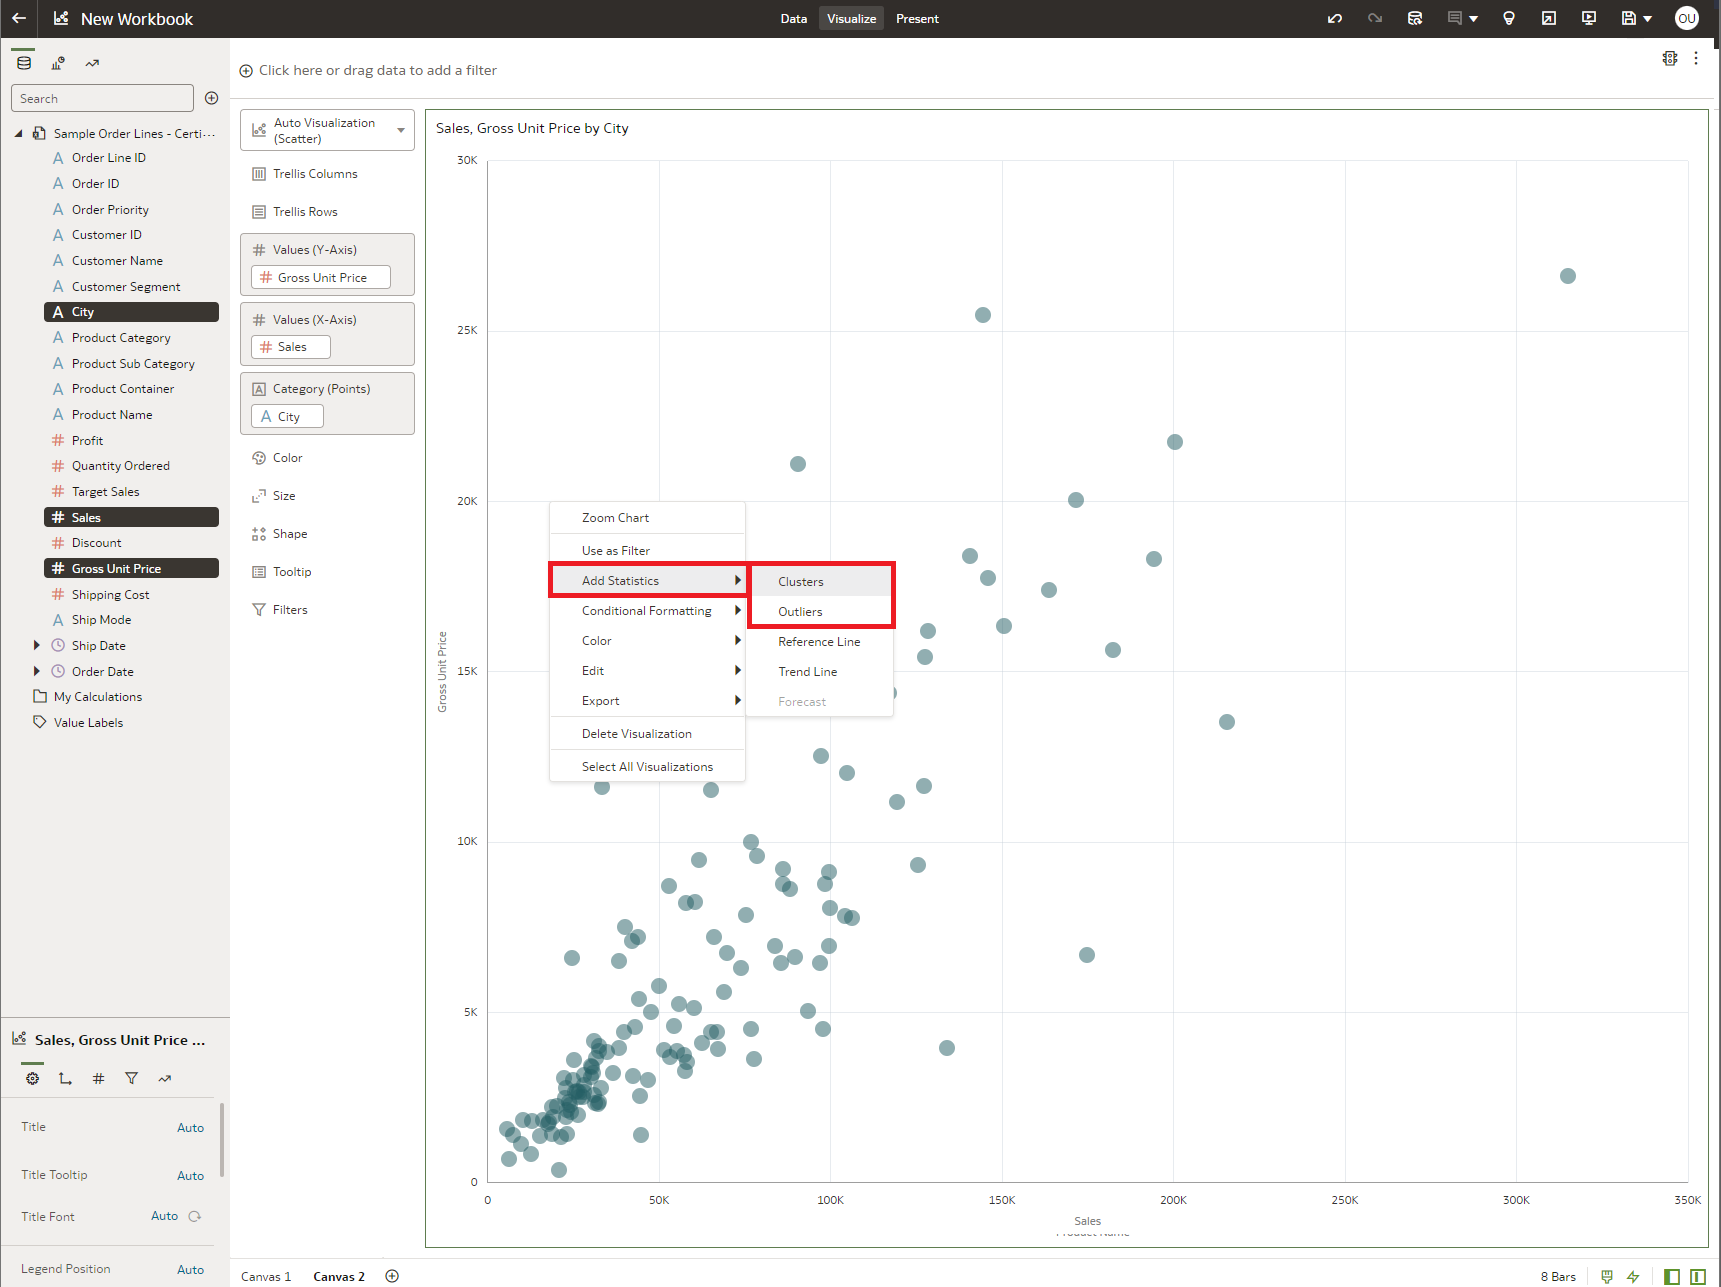 New Workbook
Data
Visualize
Present
OU
Search
Sample Order Lines - Certi...
Order Line ID
Order ID
Order Priority
Customer ID
Customer Name
Customer Segment
City
Product Category
Product Sub Category
Product Container
Product Name
Profit
Quantity Ordered
Target Sales
Sales
Discount
Gross Unit Price
Shipping Cost
Ship Mode
Ship Date
Order Date
My Calculations
Value Labels
Sales, Gross Unit Price ...
Title
Auto
Title Tooltip
Auto
Title Font
Auto
Legend Position
Auto
Click here or drag data to add a filter
Auto Visualization
(Scatter)
Trellis Columns
Trellis Rows
Values (Y-Axis)
Gross Unit Price
Values (X-Axis)
Sales
Category (Points)
City
Color
Size
Shape
Tooltip
Filters
Sales, Gross Unit Price by City
30K
25K
20K
15K
10K
5K
0
Gross Unit Price
Zoom Chart
Use as Filter
Add Statistics
Conditional Formatting
Color
Edit
Export
Delete Visualization
Select All Visualizations
Clusters
Outliers
Reference Line
Trend Line
Forecast
0
50K
100K
150K
200K
250K
300K
350K
Sales
Product Name
Canvas 1
Canvas 2
8 Bars